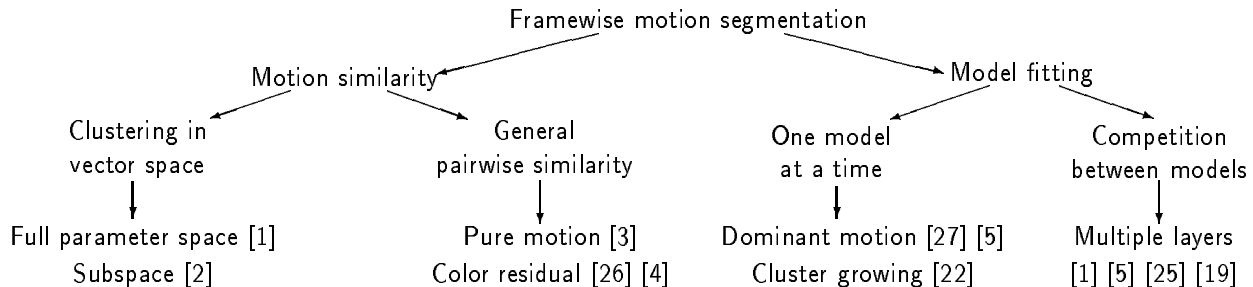 Framewise motion segmentation
Motion similarity
Model fitting
Clustering in
vector space
General
pairwise similarity
One model
at a time
Competition
between models
Full parameter space [1]
Subspace [2]
Pure motion [3]
Color residual [26] [4]
Dominant motion [27] [5]
Cluster growing [22]
Multiple layers
[1] [5] [25] [19]